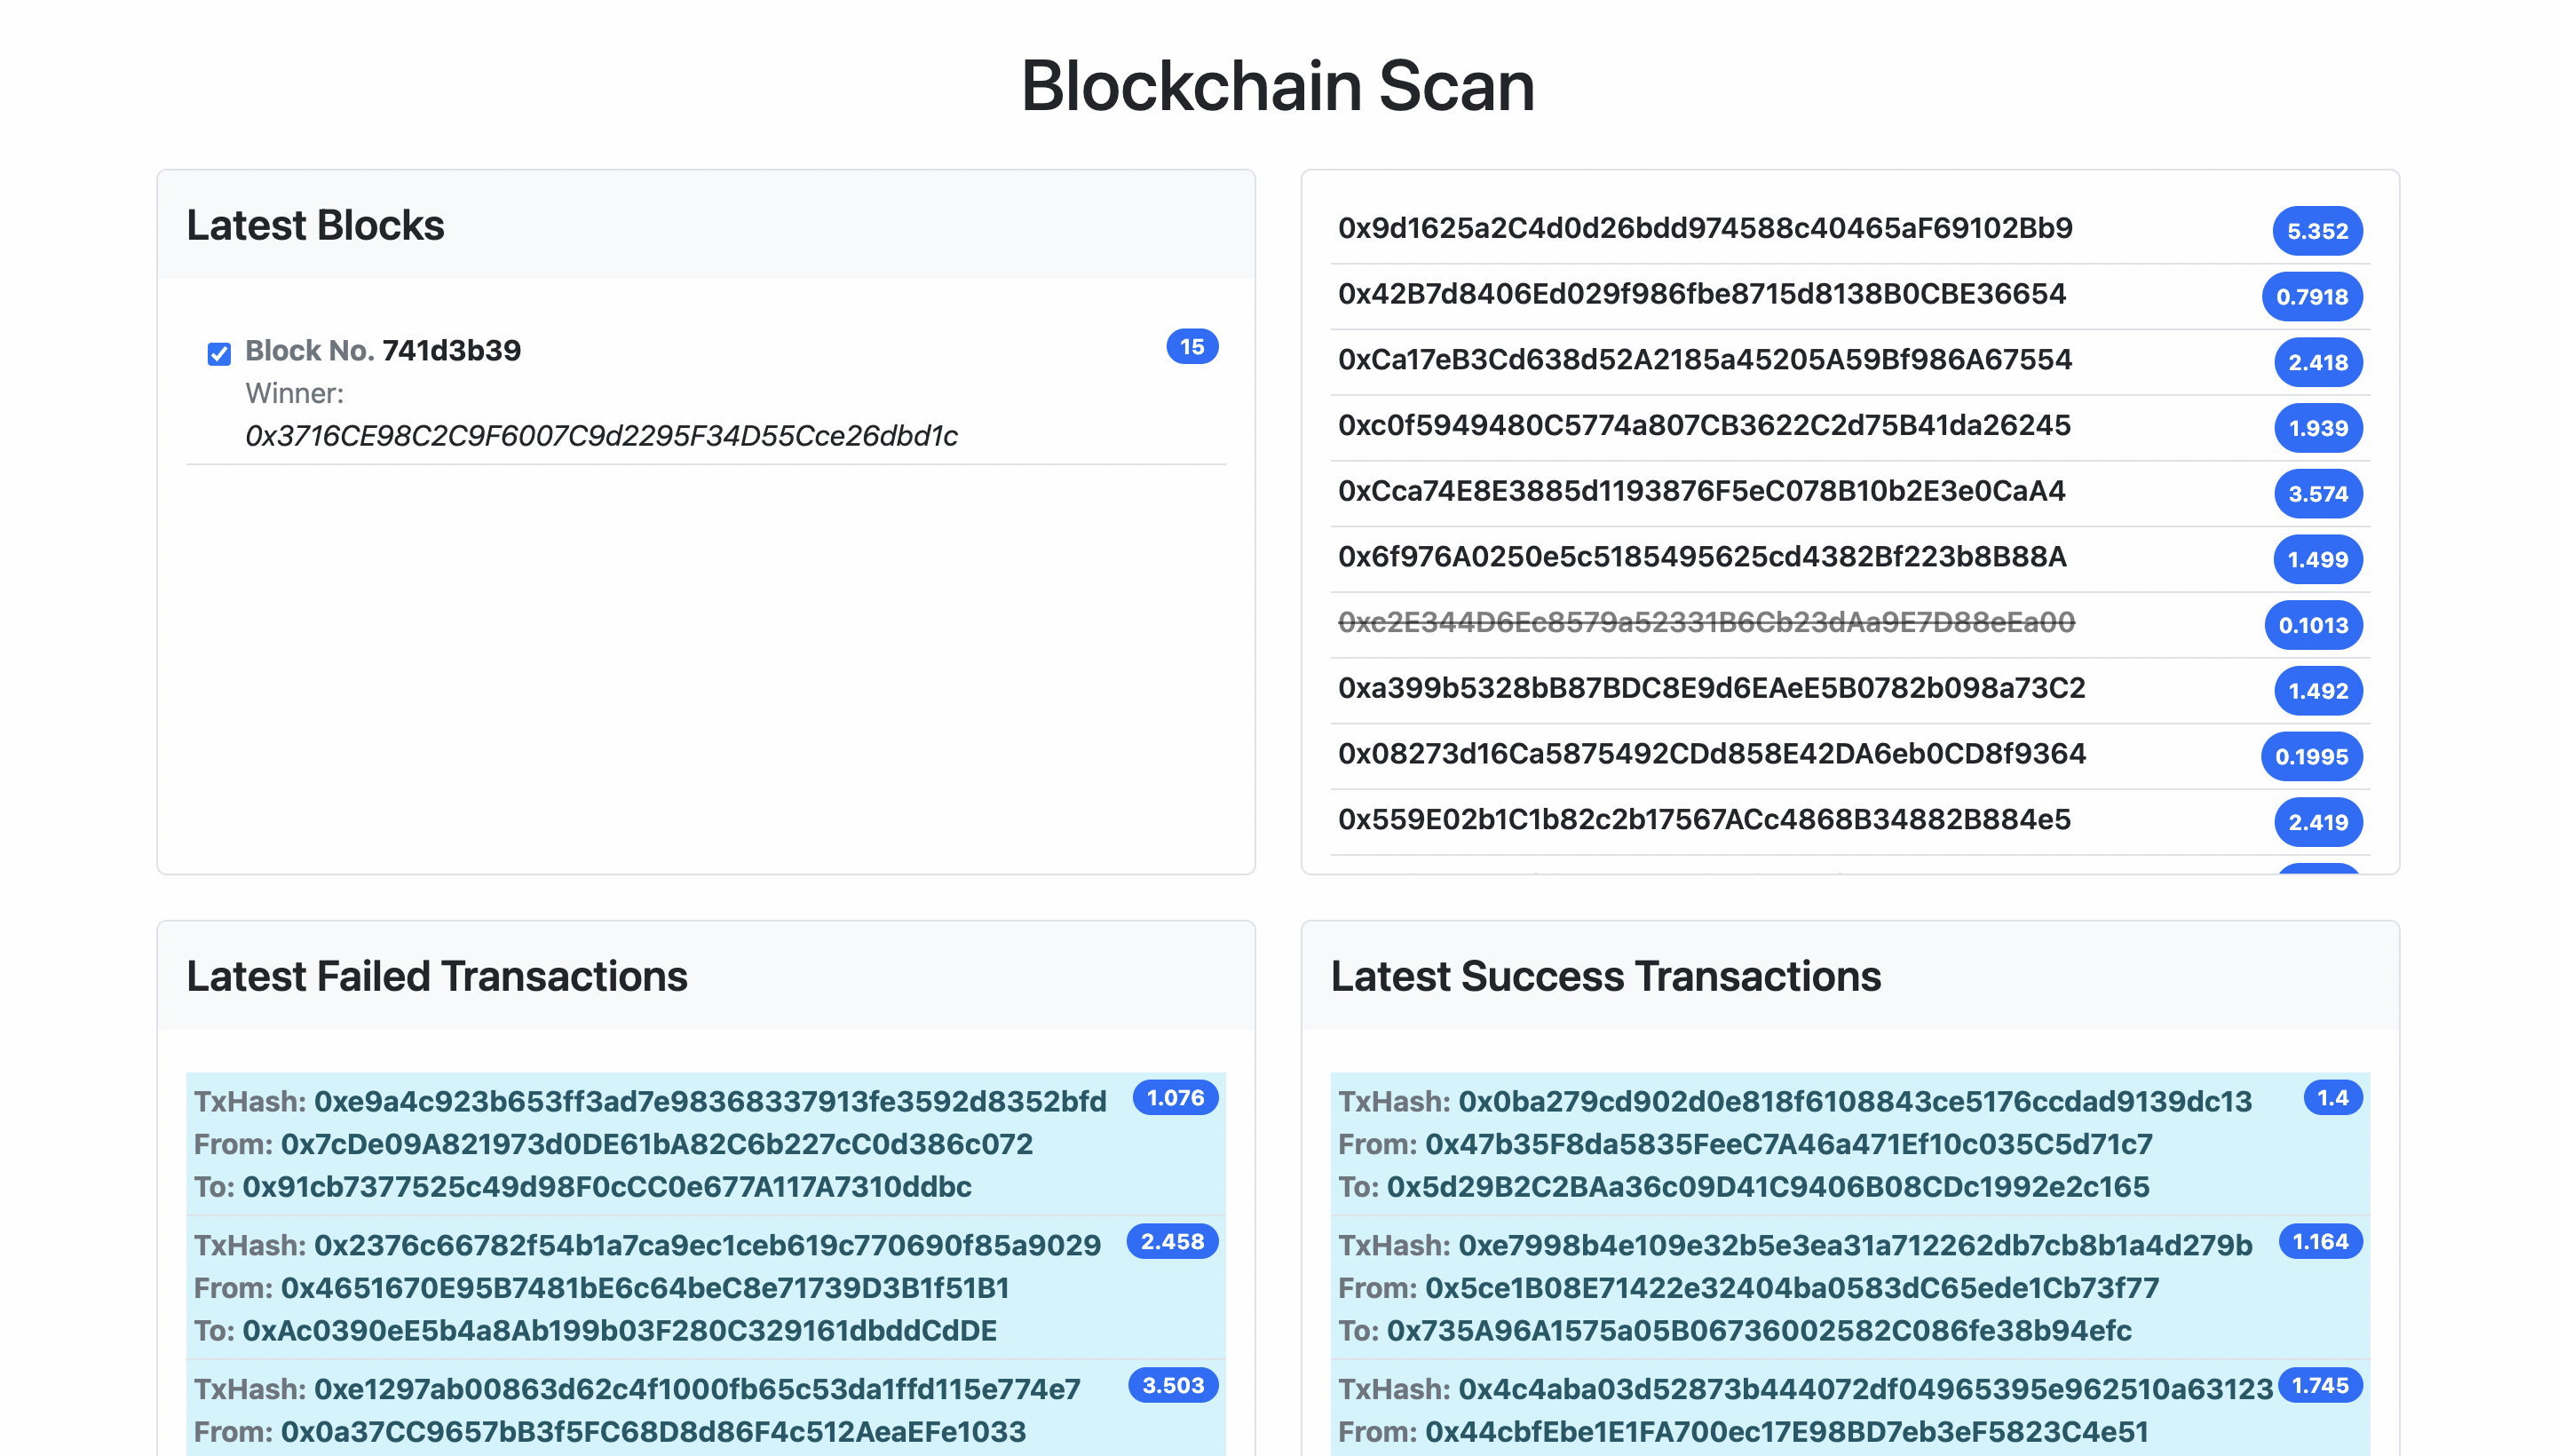 Blockchain Scan
Latest Blocks
Block No. 741d3b39
15
Winner:
0x3716CE98C2C9F6007C9d2295F34D55Cce26dbd1c
0x9d1625a2C4d0d26bdd974588c40465aF69102Bb9
5.352
0x42B7d8406Ed029f986fbe8715d8138B0CBE36654
0.7918
0xCa17eB3Cd638d52A2185a45205A59Bf986A67554
2.418
0xc0f5949480C5774a807CB3622C2d75B41da26245
1.939
0xCca74E8E3885d1193876F5eC078B10b2E3e0CaA4
3.574
0x6f976A0250e5c5185495625cd4382Bf223b8B88A
1.499
0xc2E344D6Ec8579a52331B6Cb23dAa9E7D88eEa00
0.1013
0xa399b5328bB87BDC8E9d6EAeE5B0782b098a73C2
1.492
0x08273d16Ca5875492CDd858E42DA6eb0CD8f9364
0.1995
0x559E02b1C1b82c2b17567ACc4868B34882B884e5
2.419
Latest Failed Transactions
TxHash: 0xe9a4c923b653ff3ad7e98368337913fe3592d8352bfd
1.076
From: 0x7cDe09A821973d0DE61bA82C6b227cC0d386c072
To: 0x91cb7377525c49d98F0cCC0e677A117A7310ddbc
TxHash: 0x2376c66782f54b1a7ca9ec1ceb619c770690f85a9029
2.458
From: 0x4651670E95B7481bE6c64beC8e71739D3B1f51B1
To: 0xAc0390eE5b4a8Ab199b03F280C329161dbddCdDE
TxHash: 0xe1297ab00863d62c4f1000fb65c53da1ffd115e774e7
3.503
From: 0x0a37CC9657bB3f5FC68D8d86F4c512AeaEFe1033
Latest Success Transactions
TxHash: 0x0ba279cd902d0e818f6108843ce5176ccdad9139dc13
1.4
From: 0x47b35F8da5835FeeC7A46a471Ef10c035C5d71c7
To: 0x5d29B2C2BAa36c09D41C9406B08CDc1992e2c165
TxHash: 0xe7998b4e109e32b5e3ea31a712262db7cb8b1a4d279b
1.164
From: 0x5ce1B08E71422e32404ba0583dC65ede1Cb73f77
To: 0x735A96A1575a05B06736002582C086fe38b94efc
TxHash: 0x4c4aba03d52873b444072df04965395e962510a63123
1.745
From: 0x44cbfEbe1E1FA700ec17E98BD7eb3eF5823C4e51